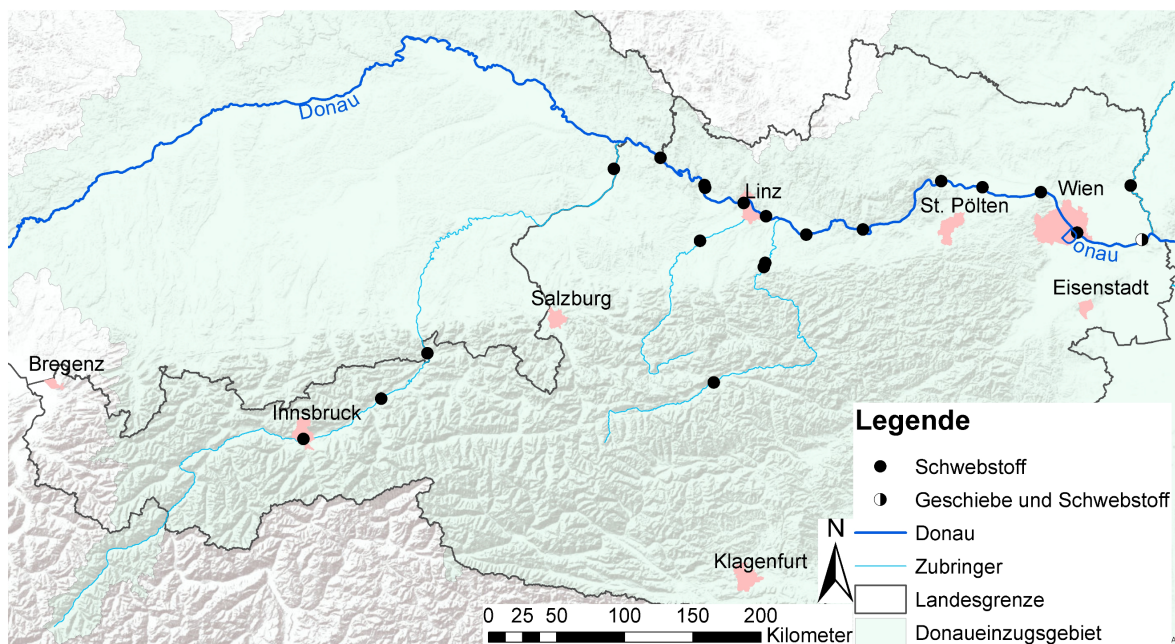 Donau
Linz
Wien
St. Pölten
Donau
Salzburg
Eisenstadt
Bregenz
Innsbruck
Klagenfurt
N
0 25 50 100 150 200
Kilometer
Legende
Schwebstoff
Geschiebe und Schwebstoff
Donau
Zubringer
Landesgrenze
Donaueinzugsgebiet